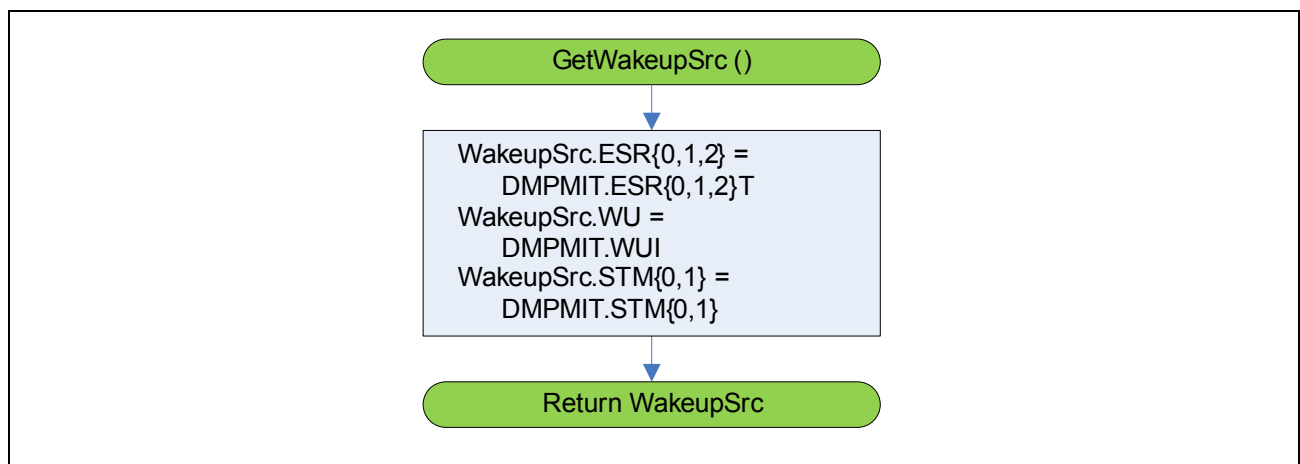 GetWakeupSrc ()
WakeupSrc.ESR{0,1,2} =
DMPMIT.ESR{0,1,2}T
WakeupSrc.WU =
DMPMIT.WUI
WakeupSrc.STM{0,1} =
DMPMIT.STM{0,1}
Return WakeupSrc